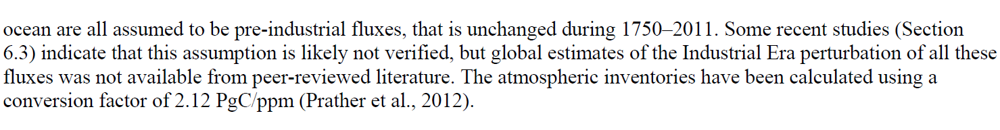 ocean are all assumed to be pre-industrial fluxes, that is unchanged during 1750–2011. Some recent studies (Section
6.3) indicate that this assumption is likely not verified, but global estimates of the Industrial Era perturbation of all these
fluxes was not available from peer-reviewed literature. The atmospheric inventories have been calculated using a
conversion factor of 2.12 PgC/ppm (Prather et al., 2012).